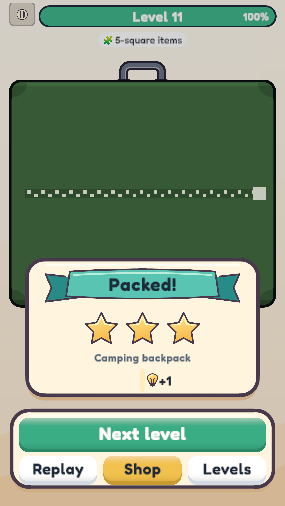 Level 11
100%
5-square items
Packed!
Camping backpack
+1
Next level
Replay
Shop
Levels